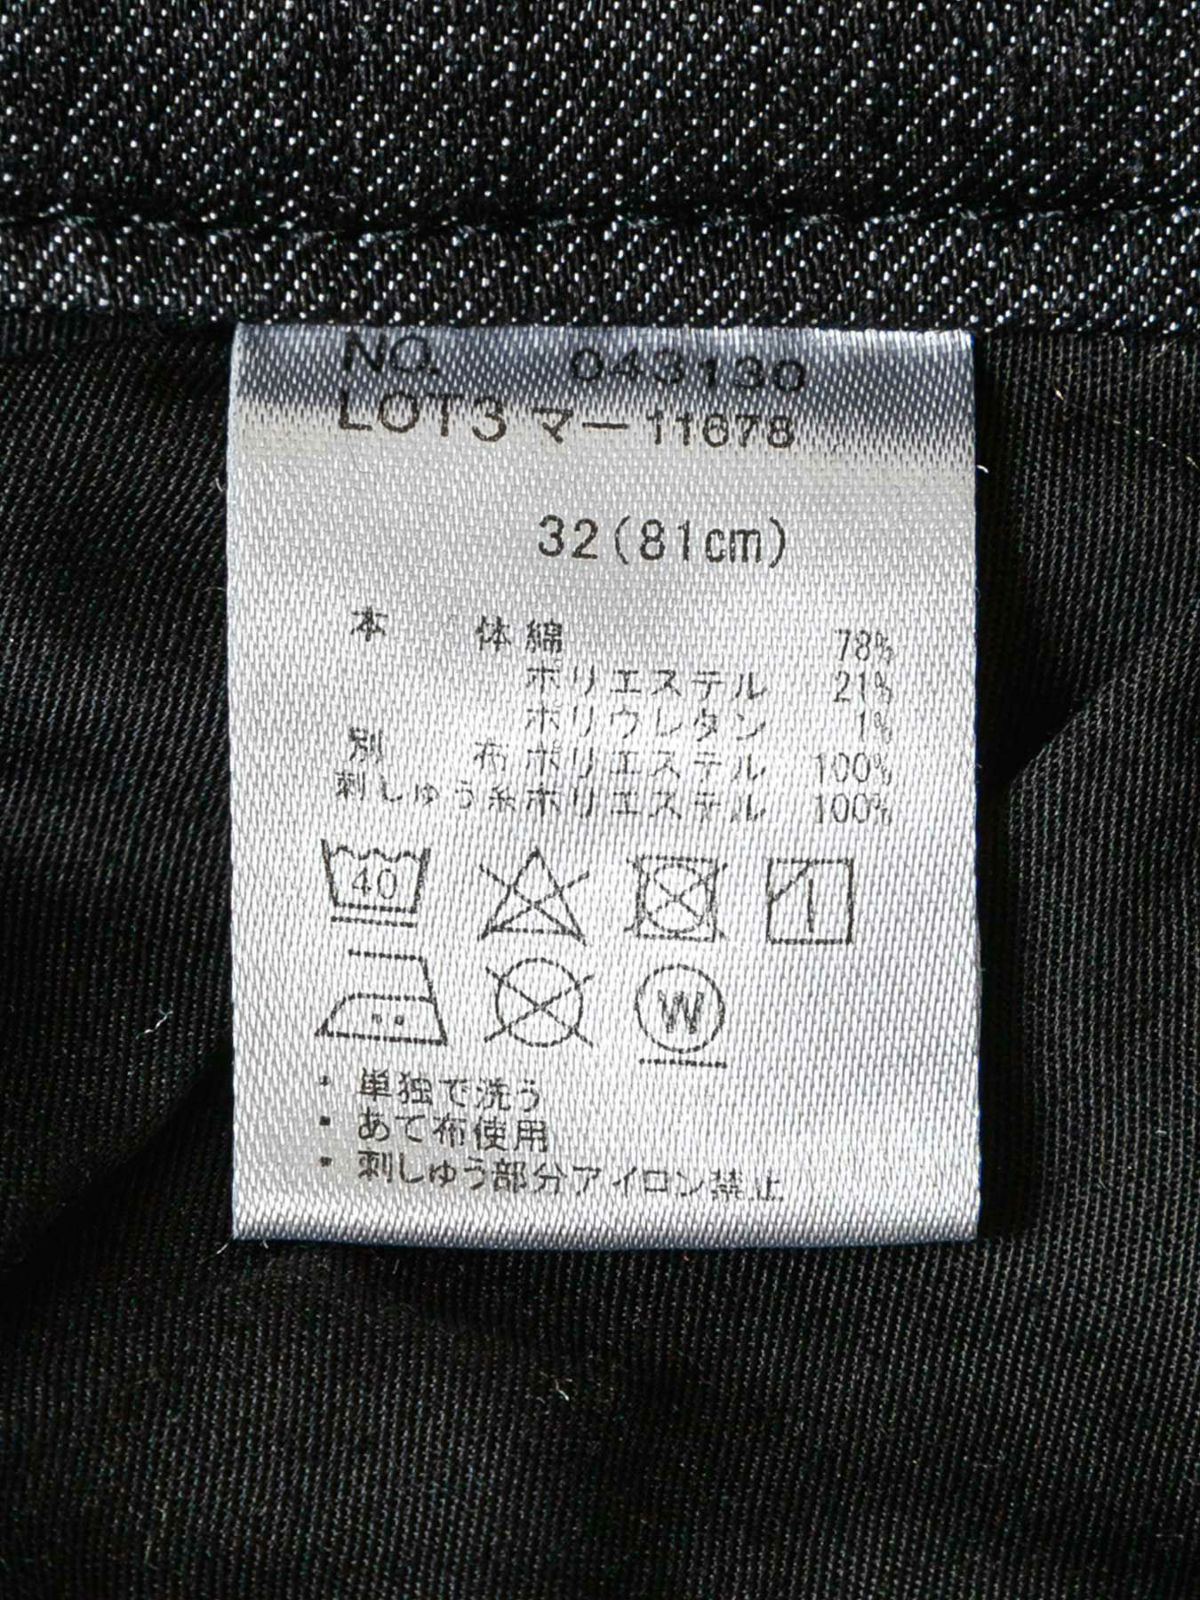 NO. 043130
LOT3 マー11678
32(81cm)
本 体 綿 78%
ポリエステル 21%
ポリウレタン 1%
別 布 ポリエステル 100%
刺しゅう糸 ポリエステル 100%
40
W
・単独で洗う
・あて布使用
・刺しゅう部分アイロン禁止